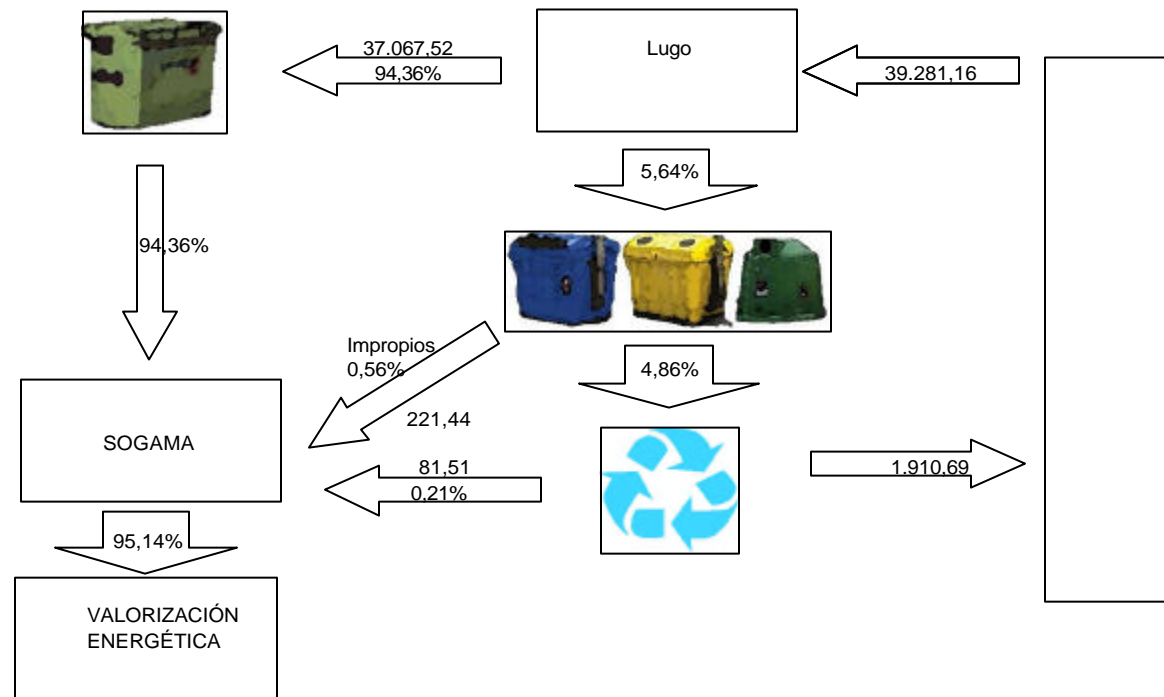 37.067,52
94,36%
Lugo
39.281,16
5,64%
94,36%
Impropios
0,56%
4,86%
221,44
SOGAMA
81,51
0,21%
1.910,69
95,14%
VALORIZACIÓN
ENERGÉTICA